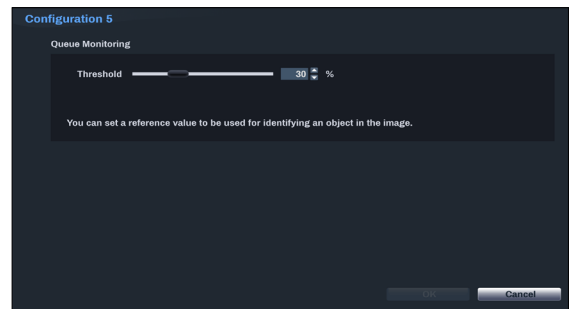 Configuration 5
Queue Monitoring
Threshold 30 %
You can set a reference value to be used for identifying an object in the image.
OK Cancel